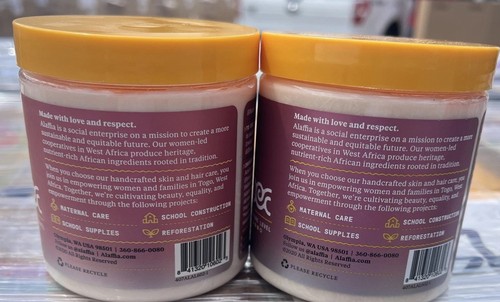 Made with love and respect.
Alaffia is a social enterprise on a mission to create a more
sustainable and equitable future. Our women-led
cooperatives in West Africa produce heritage,
nutrient-rich African ingredients rooted in tradition.
When you choose our handcrafted skin and hair care, you
join us in empowering women and families in Togo, West
Africa. Together, we're cultivating beauty, equality, and
empowerment through the following projects:
MATERNAL CARE
SCHOOL CONSTRUCTION
SCHOOL SUPPLIES
REFORESTATION
Olympia, WA USA 98501 | 360-866-0080
Follow us @alaffia | Alaffia.com
All Rights Reserved
PLEASE RECYCLE
Made with love and respect.
Alaffia is a social enterprise on a mission to create a more
sustainable and equitable future. Our women-led
cooperatives in West Africa produce heritage,
nutrient-rich African ingredients rooted in tradition.
When you choose our handcrafted skin and hair care, you
join us in empowering women and families in Togo, West
Africa. Together, we're cultivating beauty, equality, and
empowerment through the following projects:
MATERNAL CARE
SCHOOL CONSTRUCTION
SCHOOL SUPPLIES
REFORESTATION
Olympia, WA USA 98501 | 360-866-0080
Follow us @alaffia | Alaffia.com
All Rights Reserved
PLEASE RECYCLE